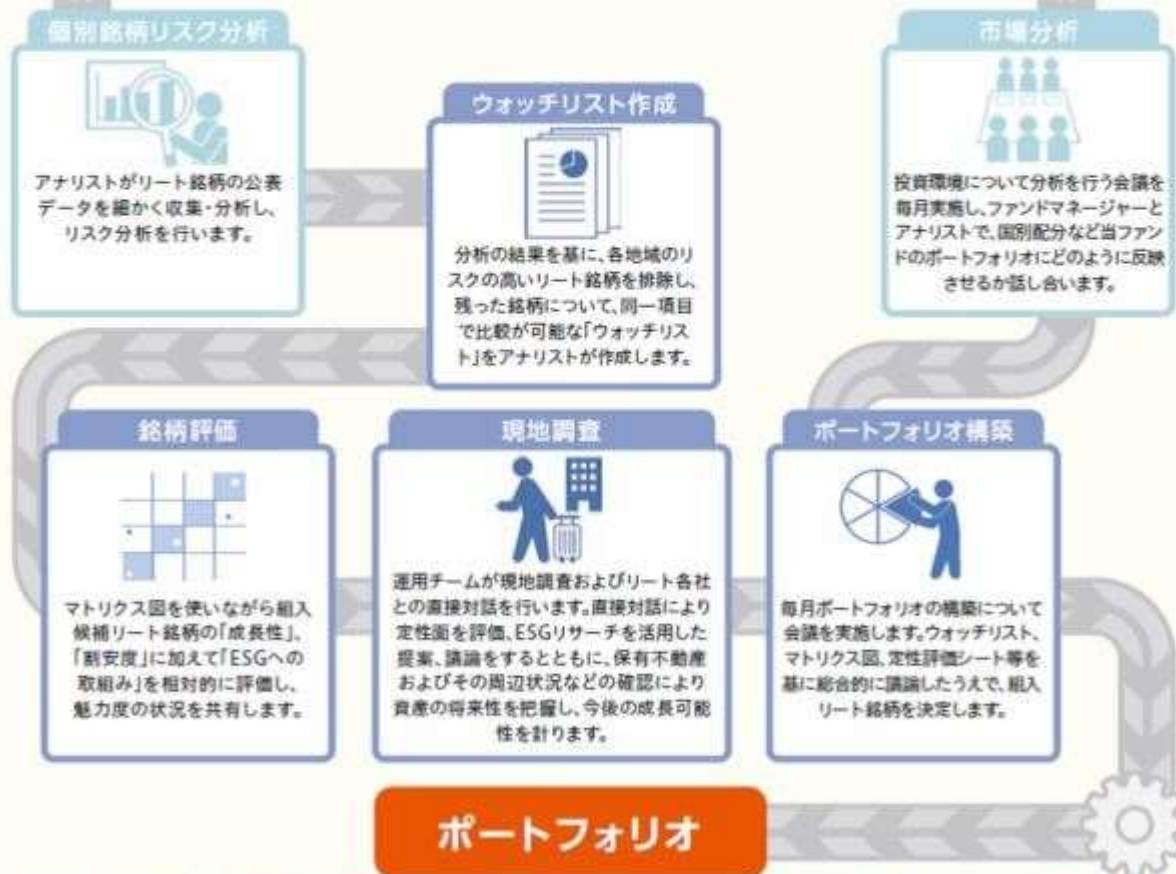 個別銘柄リスク分析
アナリストがリート銘柄の公表
データを細かく収集・分析し、
リスク分析を行います。
ウォッチリスト作成
分析の結果を基に、各地域のリ
スクの高いリート銘柄を排除し、
残った銘柄について、同一項目
で比較が可能な「ウォッチリス
ト」をアナリストが作成します。
市場分析
投資環境について分析を行う会議を
毎月実施し、ファンドマネージャーと
アナリストで、国別配分など当ファン
ドのポートフォリオにどのように反映
させるか話し合います。
銘柄評価
マトリクス図を使いながら組入
候補リート銘柄の「成長性」、
「割安度」に加えて「ESGへの
取組み」を相対的に評価し、
魅力度の状況を共有します。
現地調査
運用チームが現地調査およびリート各社
との直接対話を行います。直接対話により
定性面を評価、ESGリサーチを活用した
提案、議論をするとともに、保有不動産
およびその周辺状況などの確認により
資産の将来性を把握し、今後の成長可能
性を計ります。
ポートフォリオ構築
毎月ポートフォリオの構築について
会議を実施します。ウォッチリスト、
マトリクス図、定性評価シート等を
基に総合的に議論したうえで、組入
リート銘柄を決定します。
ポートフォリオ